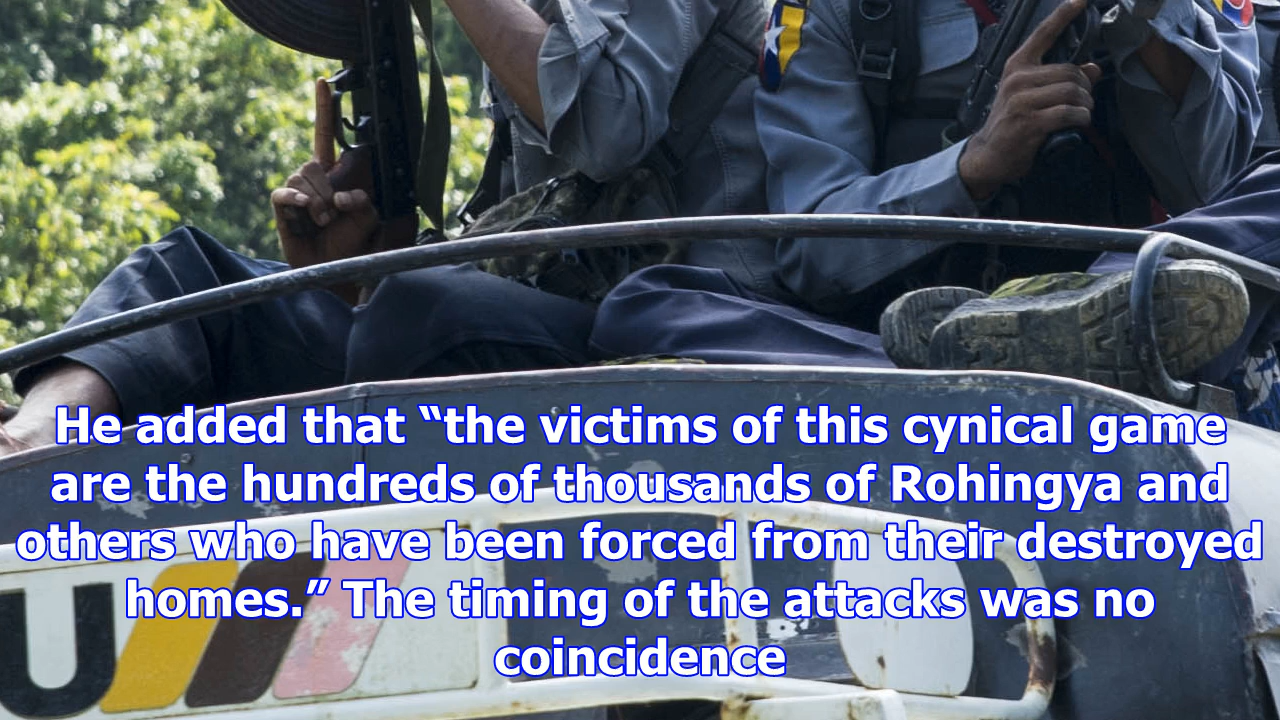 He added that “the victims of this cynical game
are the hundreds of thousands of Rohingya and
others who have been forced from their destroyed
homes.” The timing of the attacks was no
coincidence